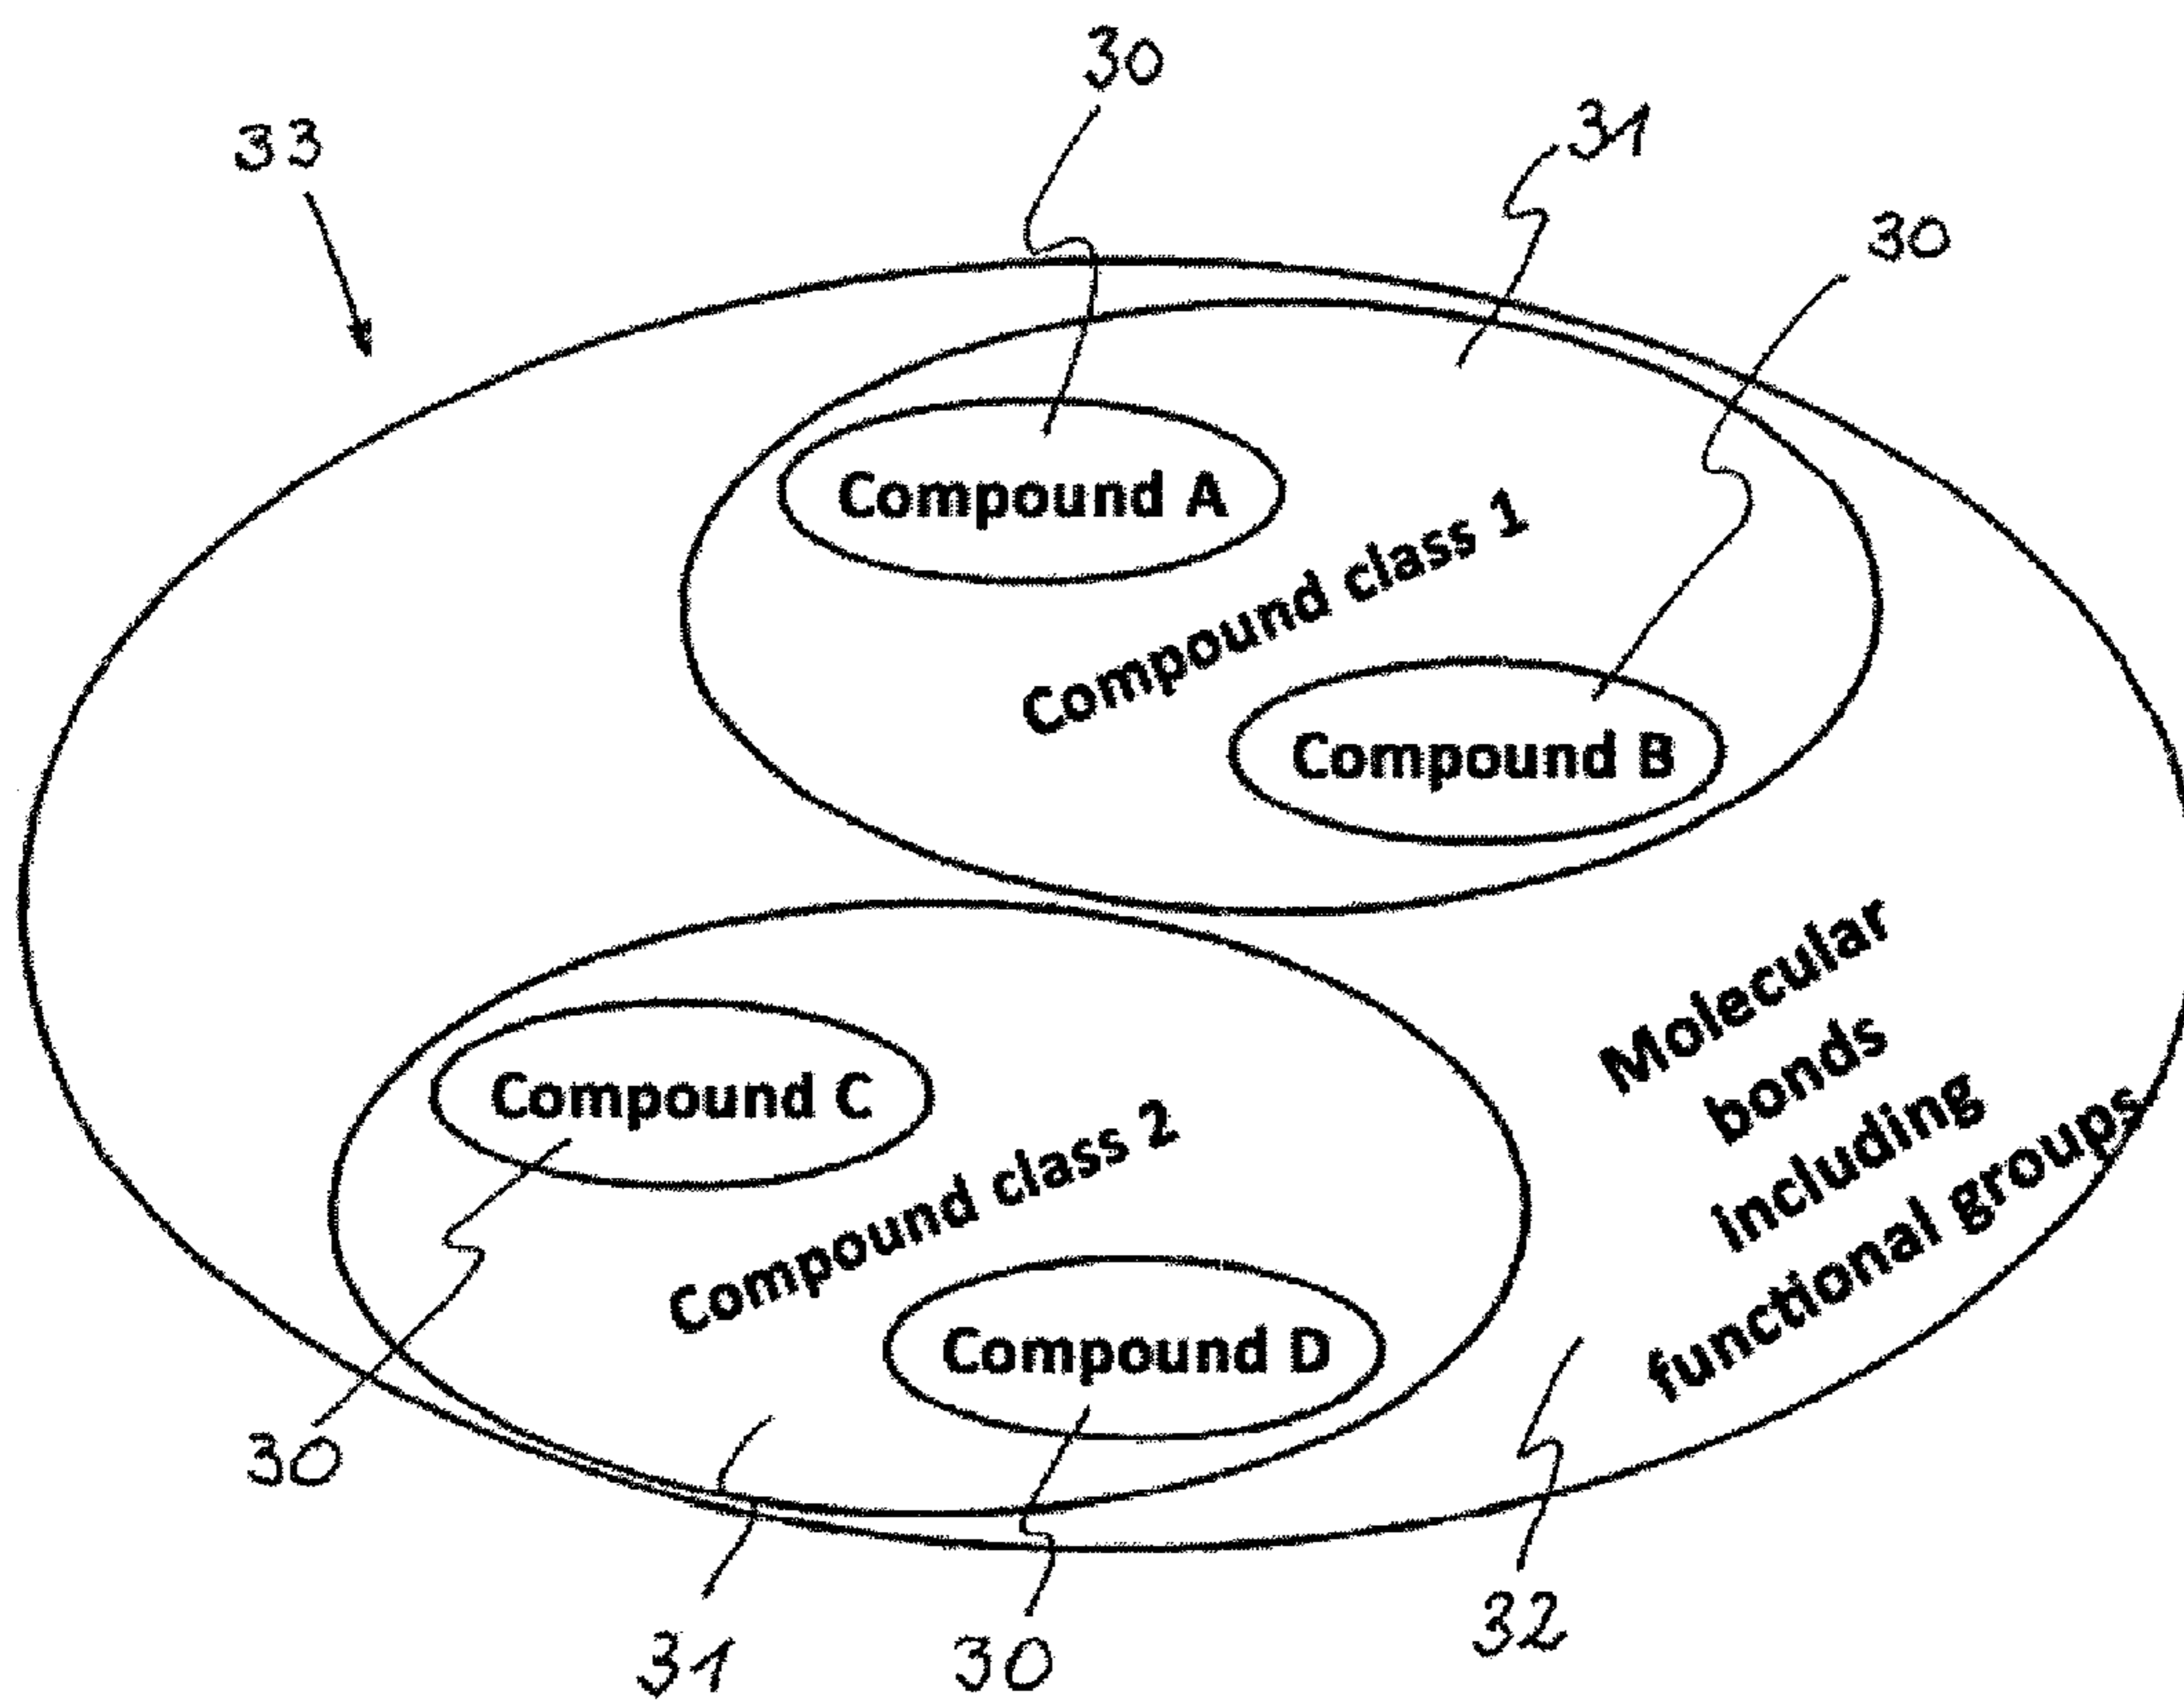 30
33
31
30
Compound A
Compound class 1
Compound B
Molecular
bonds
including
functional groups
Compound C
Compound class 2
Compound D
30
31
30
32